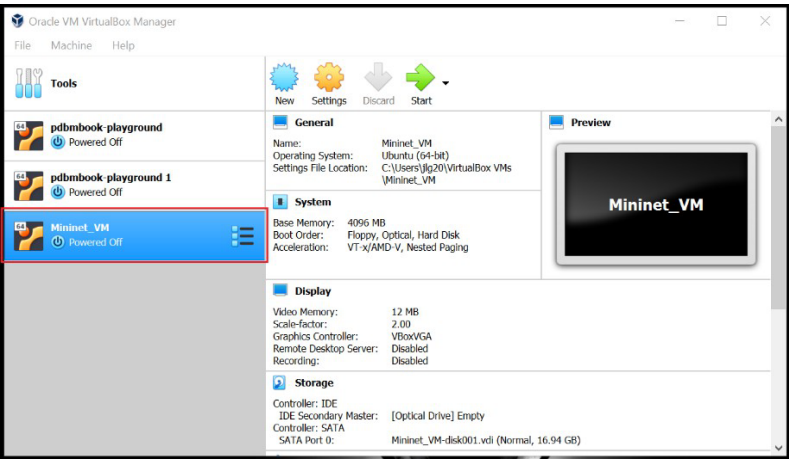 Oracle VM VirtualBox Manager
File Machine Help
Tools
New Settings Discard Start
64
pdbmbook-playground
Powered Off
64
pdbmbook-playground 1
Powered Off
64
Mininet_VM
Powered Off
General
Name: Mininet_VM
Operating System: Ubuntu (64-bit)
Settings File Location: C:\Users\jlg20\VirtualBox VMs
\Mininet_VM
Preview
Mininet_VM
System
Base Memory: 4096 MB
Boot Order: Floppy, Optical, Hard Disk
Acceleration: VT-x/AMD-V, Nested Paging
Display
Video Memory: 12 MB
Scale-factor: 2.00
Graphics Controller: VBoxVGA
Remote Desktop Server: Disabled
Recording: Disabled
Storage
Controller: IDE
IDE Secondary Master: [Optical Drive] Empty
Controller: SATA
SATA Port 0: Mininet_VM-disk001.vdi (Normal, 16.94 GB)